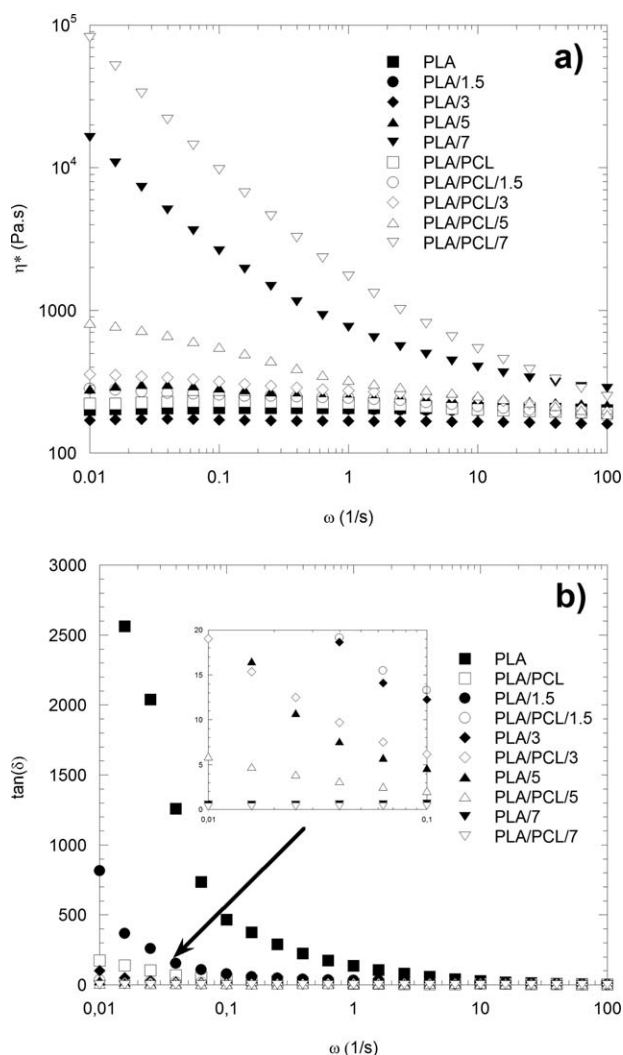 a)
10⁵
10⁴
1000
100
η* (Pa.s)
PLA
PLA/1.5
PLA/3
PLA/5
PLA/7
PLA/PCL
PLA/PCL/1.5
PLA/PCL/3
PLA/PCL/5
PLA/PCL/7
0.01 0.1 1 10 100
ω (1/s)
b)
3000
2500
2000
1500
1000
500
0
tan(δ)
20
15
10
5
0
0,01 0,1
PLA
PLA/PCL
PLA/1.5
PLA/PCL/1.5
PLA/3
PLA/PCL/3
PLA/5
PLA/PCL/5
PLA/7
PLA/PCL/7
0,01 0,1 1 10 100
ω (1/s)